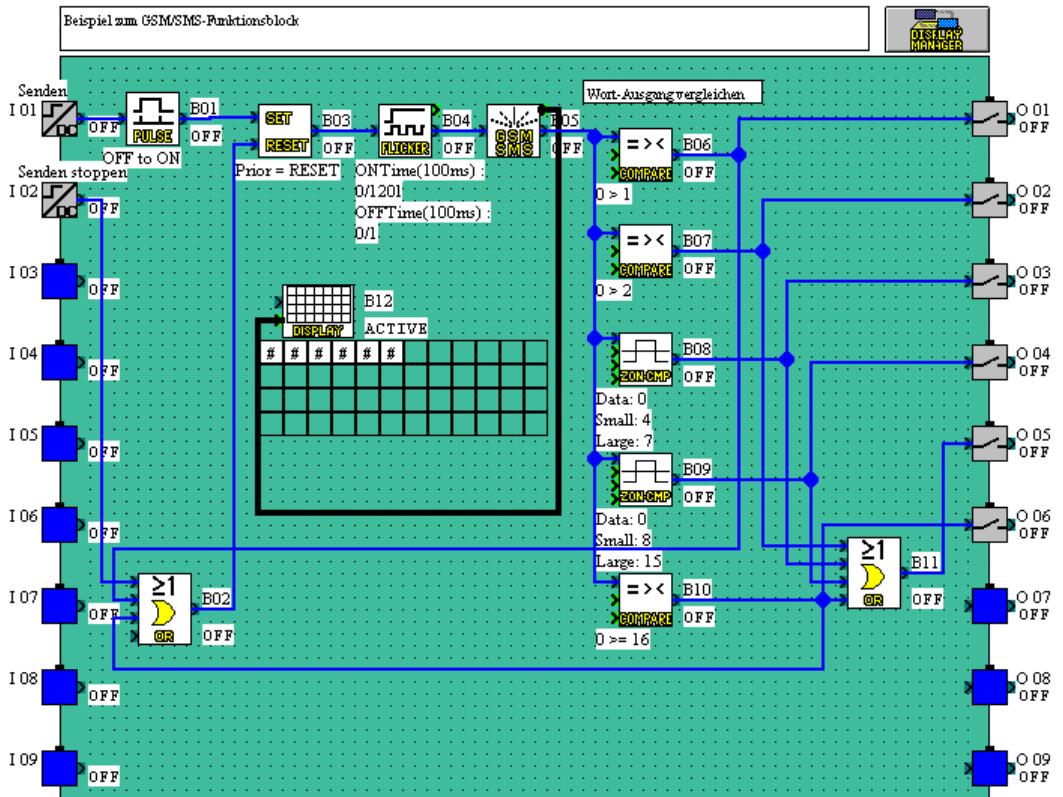 Beispiel zum GSM/SMS-Funktionsblock
DISPLAY
MANAGER
Senden
I 01
DC
OFF
PULSE
B01
OFF
OFF to ON
SET
RESET
B03
OFF
Prior = RESET
FLICKER
B04
OFF
ONTime(100ms) :
0/1201
OFFTime(100ms) :
0/1
GSM
SMS
B05
OFF
Wort-Ausgang vergleichen
=><
COMPARE
B06
OFF
0 > 1
O 01
OFF
Senden stoppen
I 02
DC
OFF
=><
COMPARE
B07
OFF
0 > 2
O 02
OFF
I 03
OFF
DISPLAY
B12
ACTIVE
# # # # # #
O 03
OFF
I 04
OFF
ZON-CMP
B08
OFF
Data: 0
Small: 4
Large: 7
O 04
OFF
I 05
OFF
ZON-CMP
B09
OFF
Data: 0
Small: 8
Large: 15
O 05
OFF
I 06
OFF
O 06
OFF
I 07
OFF
≥1
OR
B02
OFF
=><
COMPARE
B10
OFF
0 >= 16
≥1
OR
B11
OFF
O 07
OFF
I 08
OFF
O 08
OFF
I 09
OFF
O 09
OFF